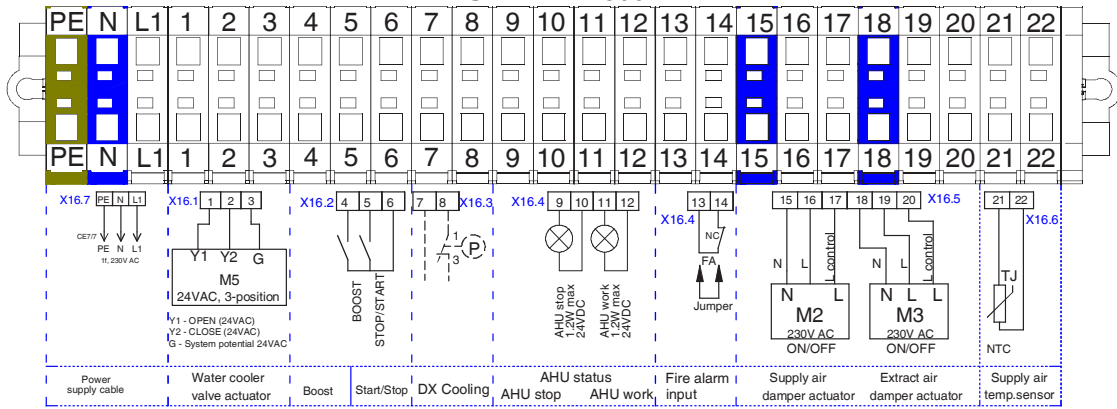 PE N L1 1 2 3 4 5 6 7 8 9 10 11 12 13 14 15 16 17 18 19 20 21 22
PE N L1 1 2 3 4 5 6 7 8 9 10 11 12 13 14 15 16 17 18 19 20 21 22
X16.7 PE N L1
CE7/7
PE N L1
1f, 230V AC
X16.1 1 2 3
Y1 Y2 G
M5
24VAC, 3-position
Y1 - OPEN (24VAC)
Y2 - CLOSE (24VAC)
G - System potential 24VAC
X16.2 4 5 6
BOOST
STOP/START
7 8 X16.3
1
3
P
X16.4 9 10 11 12
AHU stop
1.2W max
24VDC
AHU work
1.2W max
24VDC
13 14
X16.4
NC
FA
Jumper
15 16 17 18 19 20 X16.5
N L L control
N L
M2
230V AC
ON/OFF
N L L control
N L L
M3
230V AC
ON/OFF
21 22
X16.6
TJ
NTC
Power
supply cable
Water cooler
valve actuator
Boost
Start/Stop
DX Cooling
AHU status
AHU stop AHU work
Fire alarm
input
Supply air
damper actuator
Extract air
damper actuator
Supply air
temp.sensor